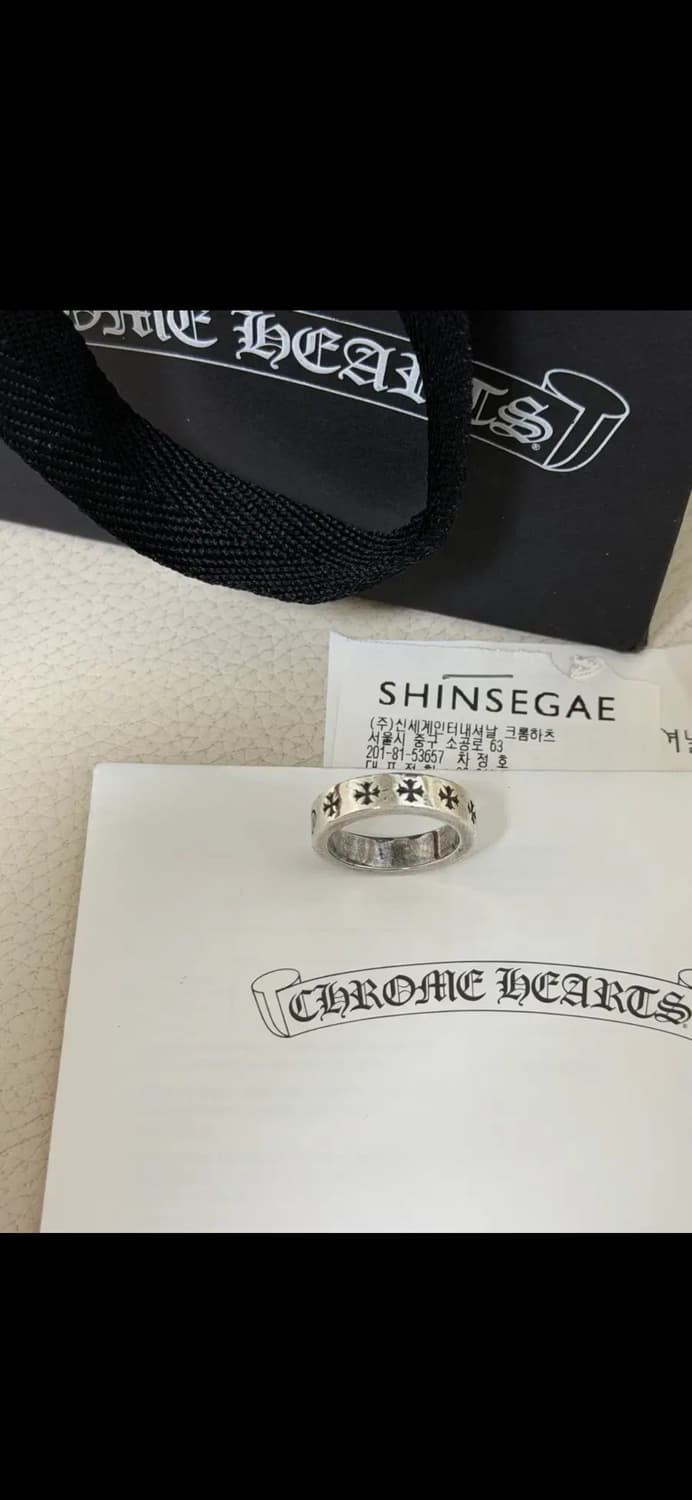 OME HEARTS
SHINSEGAE
(주)신세계인터내셔날 크롬하츠
서울시 중구 소공로 63
201-81-53657 차 정 호
CHROME HEARTS